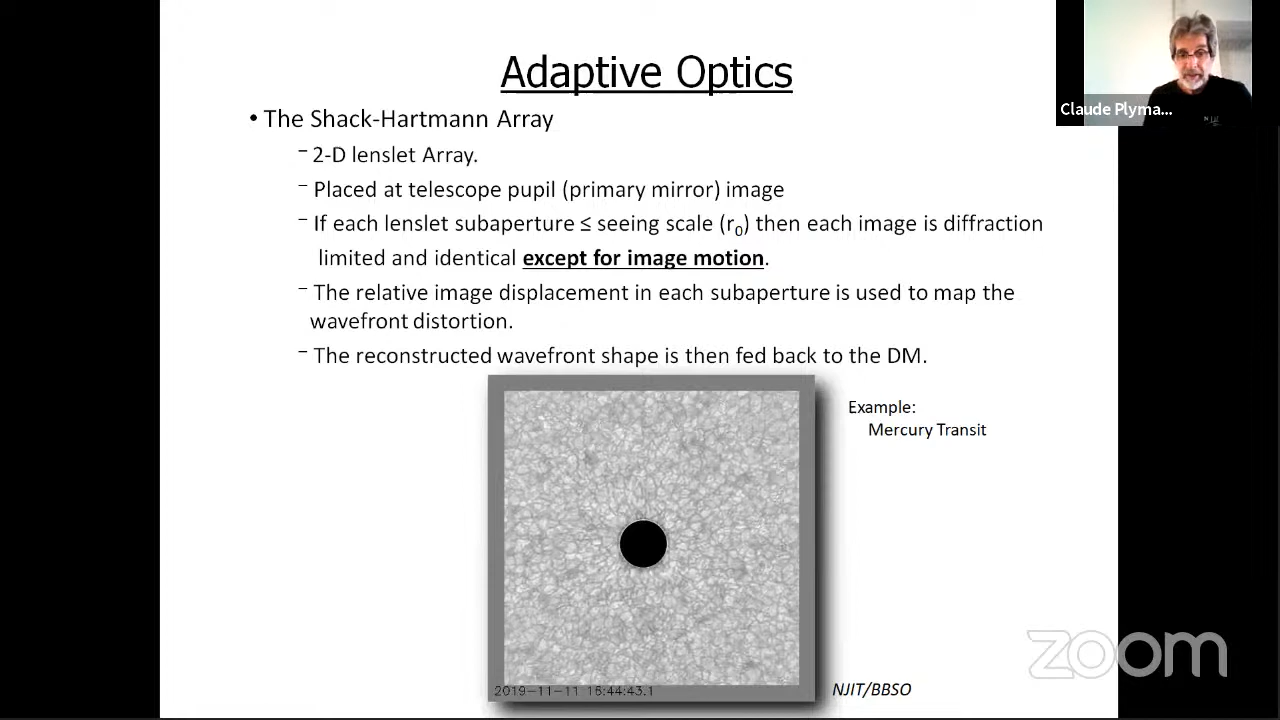 Adaptive Optics
• The Shack-Hartmann Array
– 2-D lenslet Array.
– Placed at telescope pupil (primary mirror) image
– If each lenslet subaperture ≤ seeing scale (r0) then each image is diffraction
limited and identical except for image motion.
– The relative image displacement in each subaperture is used to map the
wavefront distortion.
– The reconstructed wavefront shape is then fed back to the DM.
Example:
Mercury Transit
2019-11-11 16:44:43.1
NJIT/BBSO
Claude Plyma...
zoom